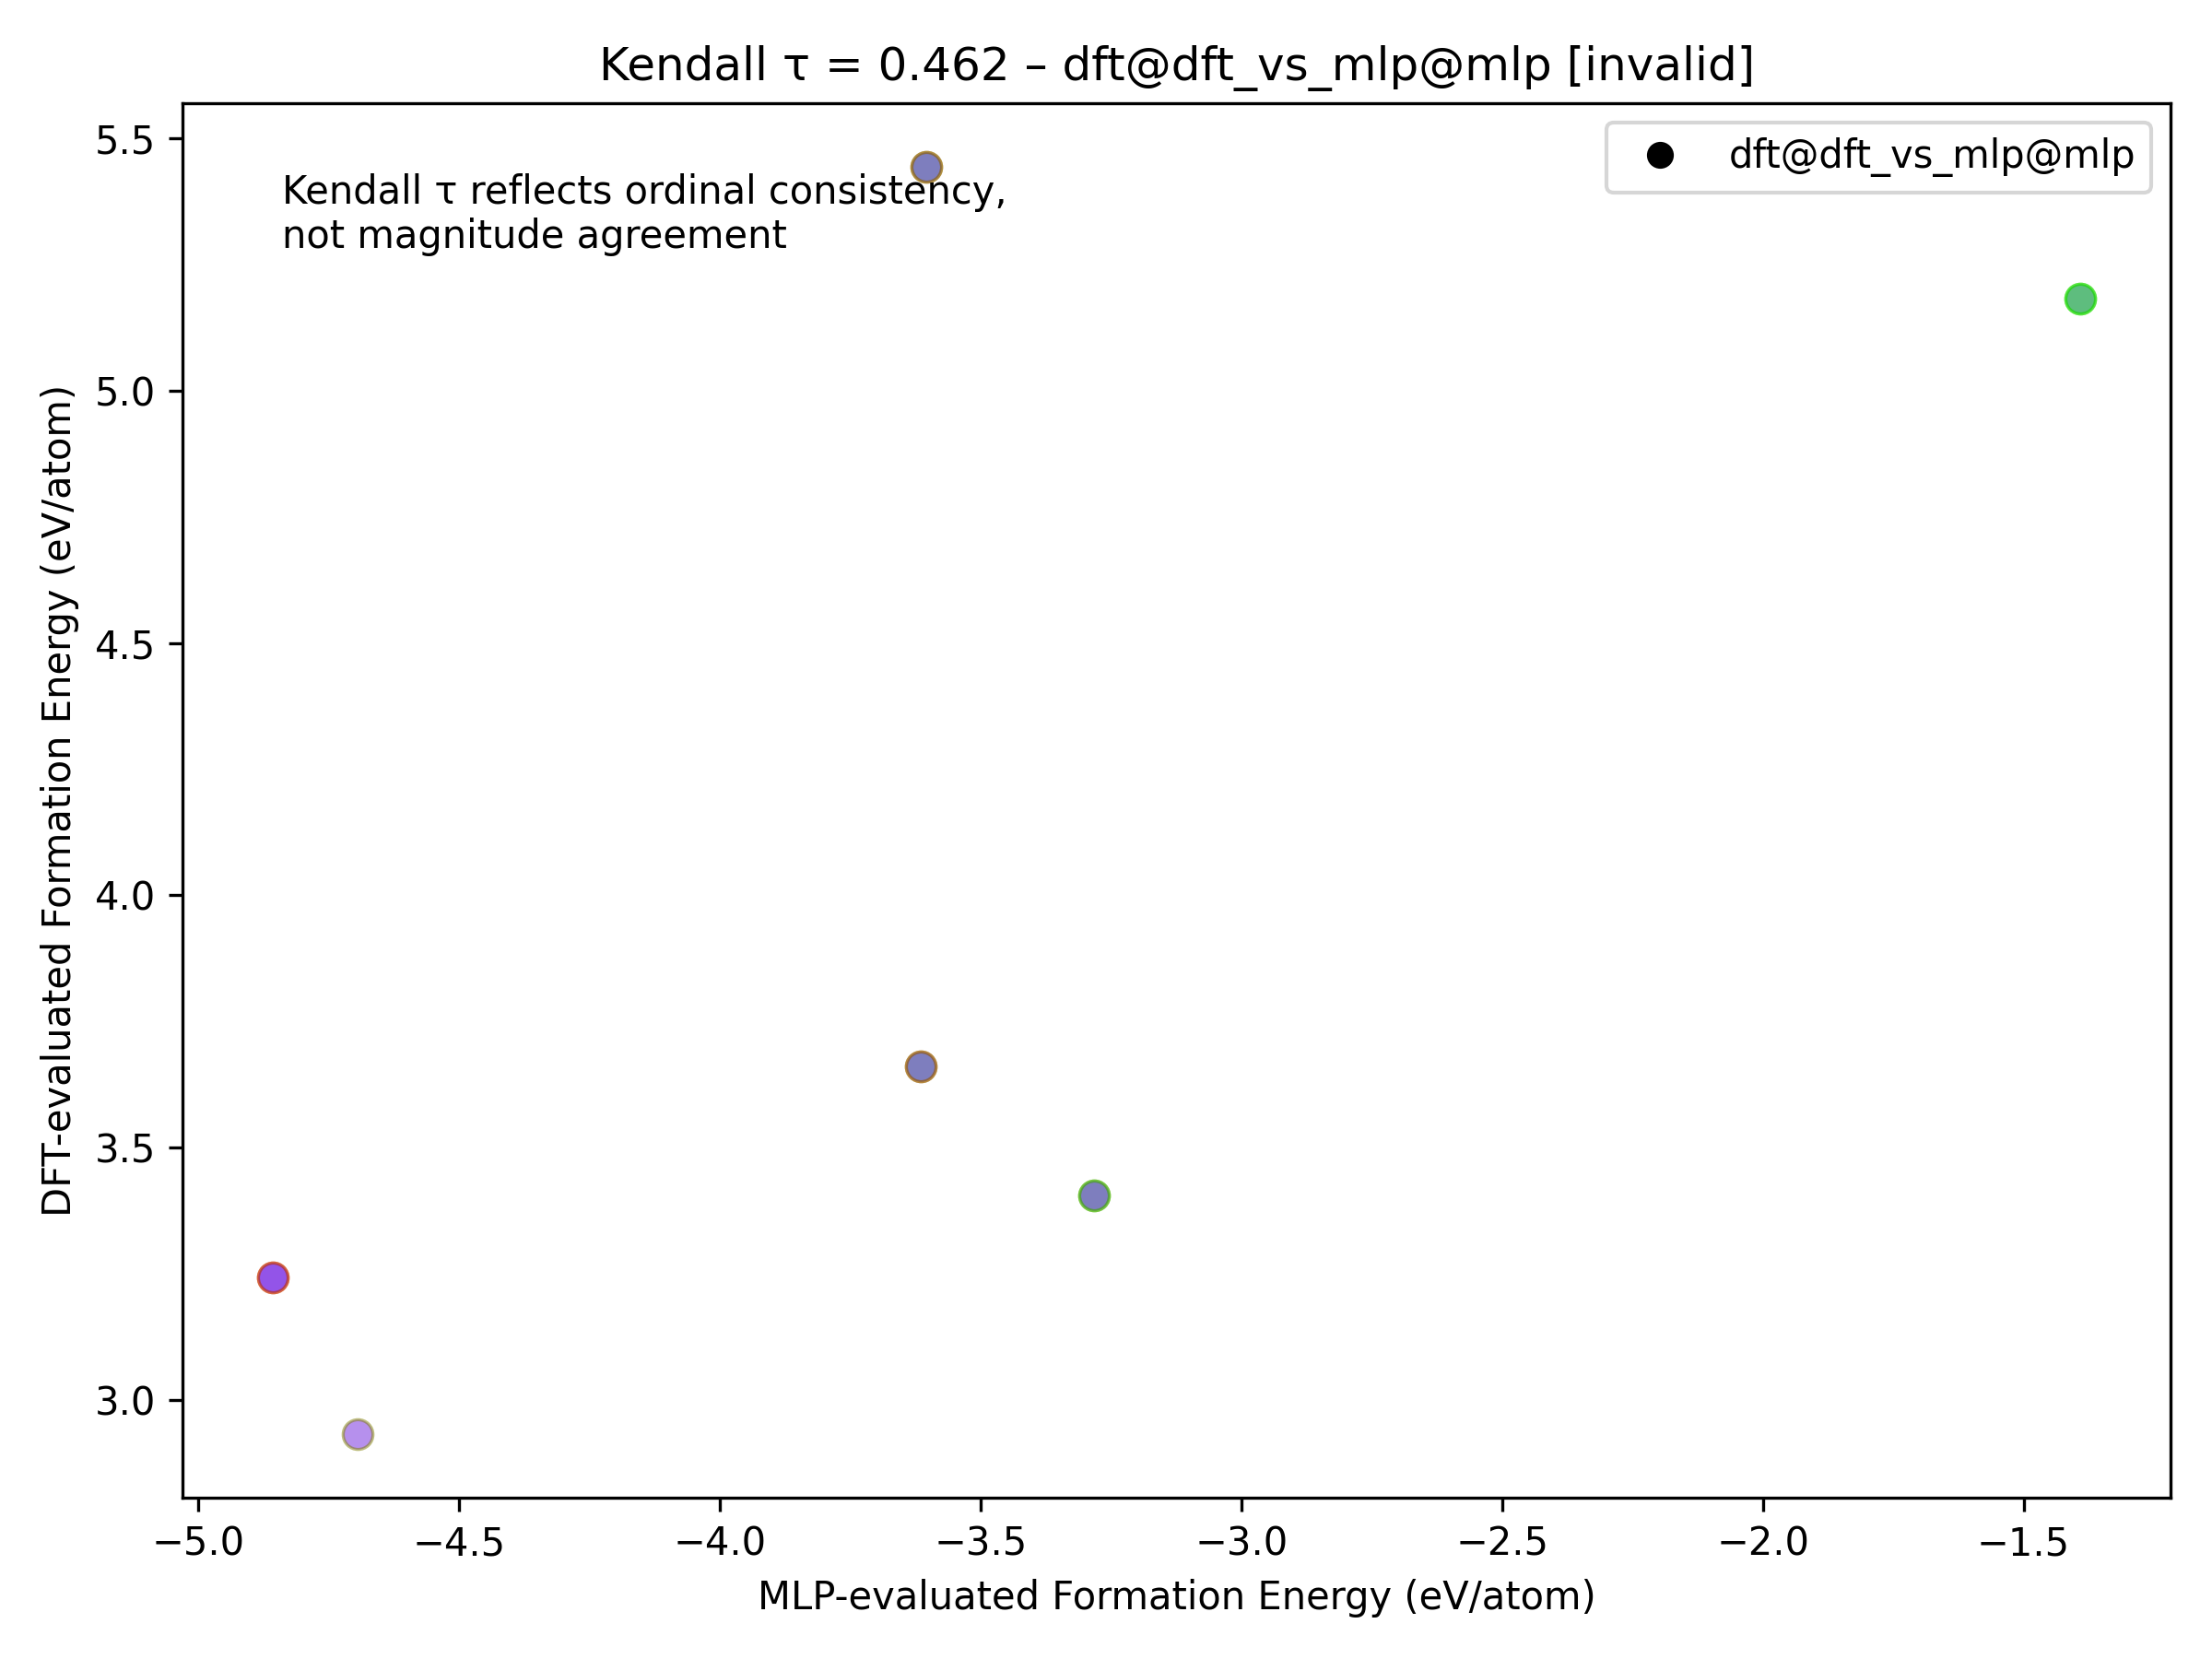 Kendall τ = 0.462 – dft@dft_vs_mlp@mlp [invalid]
Kendall τ reflects ordinal consistency,
not magnitude agreement
dft@dft_vs_mlp@mlp
DFT-evaluated Formation Energy (eV/atom)
5.5
5.0
4.5
4.0
3.5
3.0
−5.0 −4.5 −4.0 −3.5 −3.0 −2.5 −2.0 −1.5
MLP-evaluated Formation Energy (eV/atom)